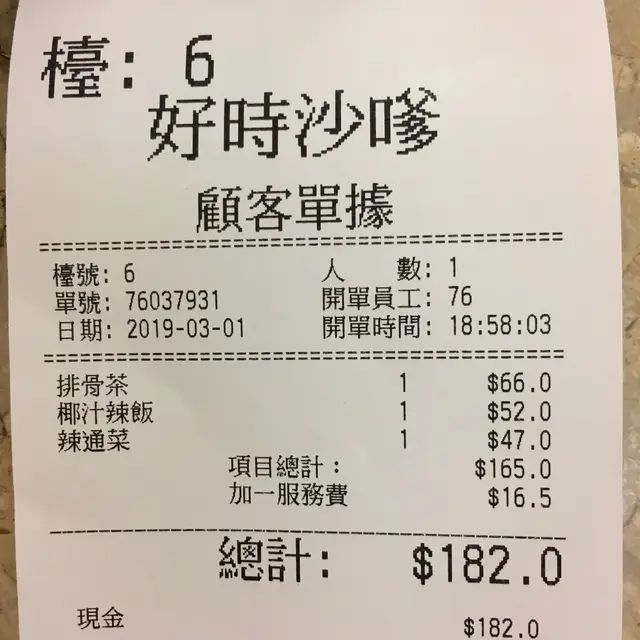 檯: 6
好時沙嗲
顧客單據
檯號: 6 人 數: 1
單號: 76037931 開單員工: 76
日期: 2019-03-01 開單時間: 18:58:03
排骨茶 1 $66.0
椰汁辣飯 1 $52.0
辣通菜 1 $47.0
項目總計: $165.0
加一服務費 $16.5
總計: $182.0
現金 $182.0